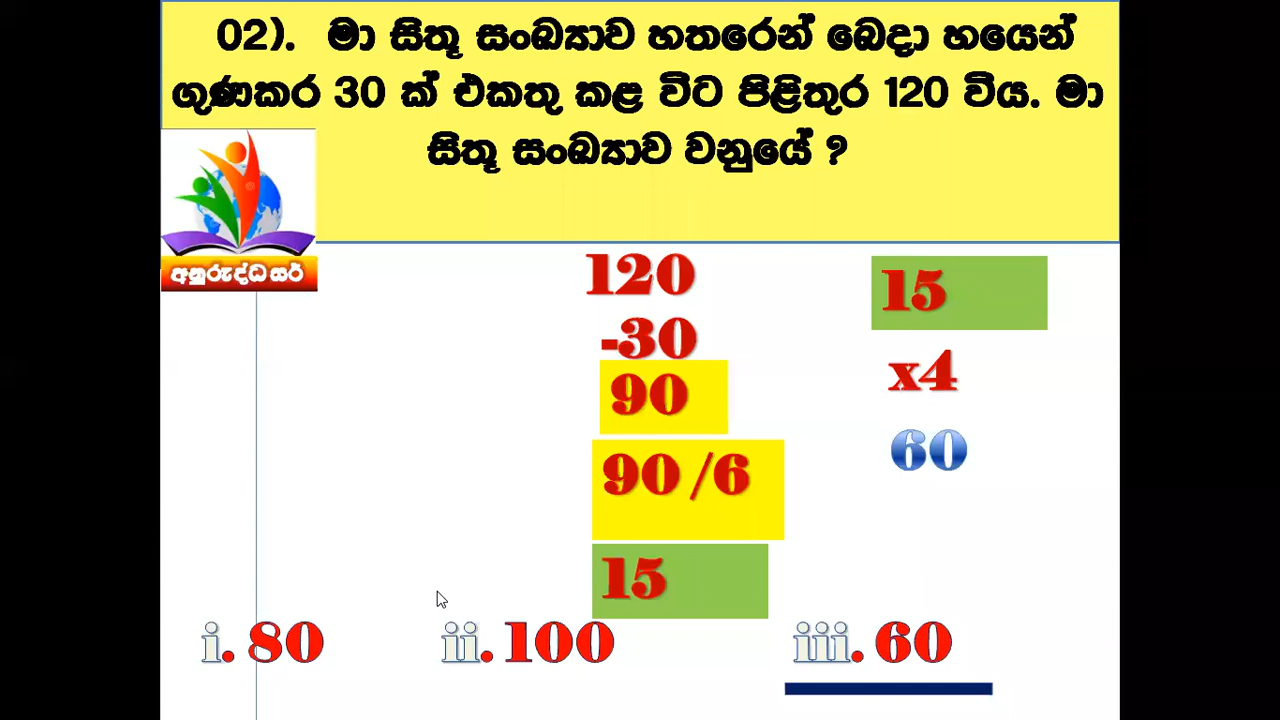 02). මා සිතූ සංඛ්‍යාව හතරෙන් බෙදා හයෙන්
ගුණකර 30 ක් එකතු කළ විට පිළිතුර 120 විය. මා
සිතූ සංඛ්‍යාව වනුයේ ?
අනුරුද්ධ සර්
120
-30
90
90 /6
15
15
x4
60
i. 80
ii. 100
iii. 60